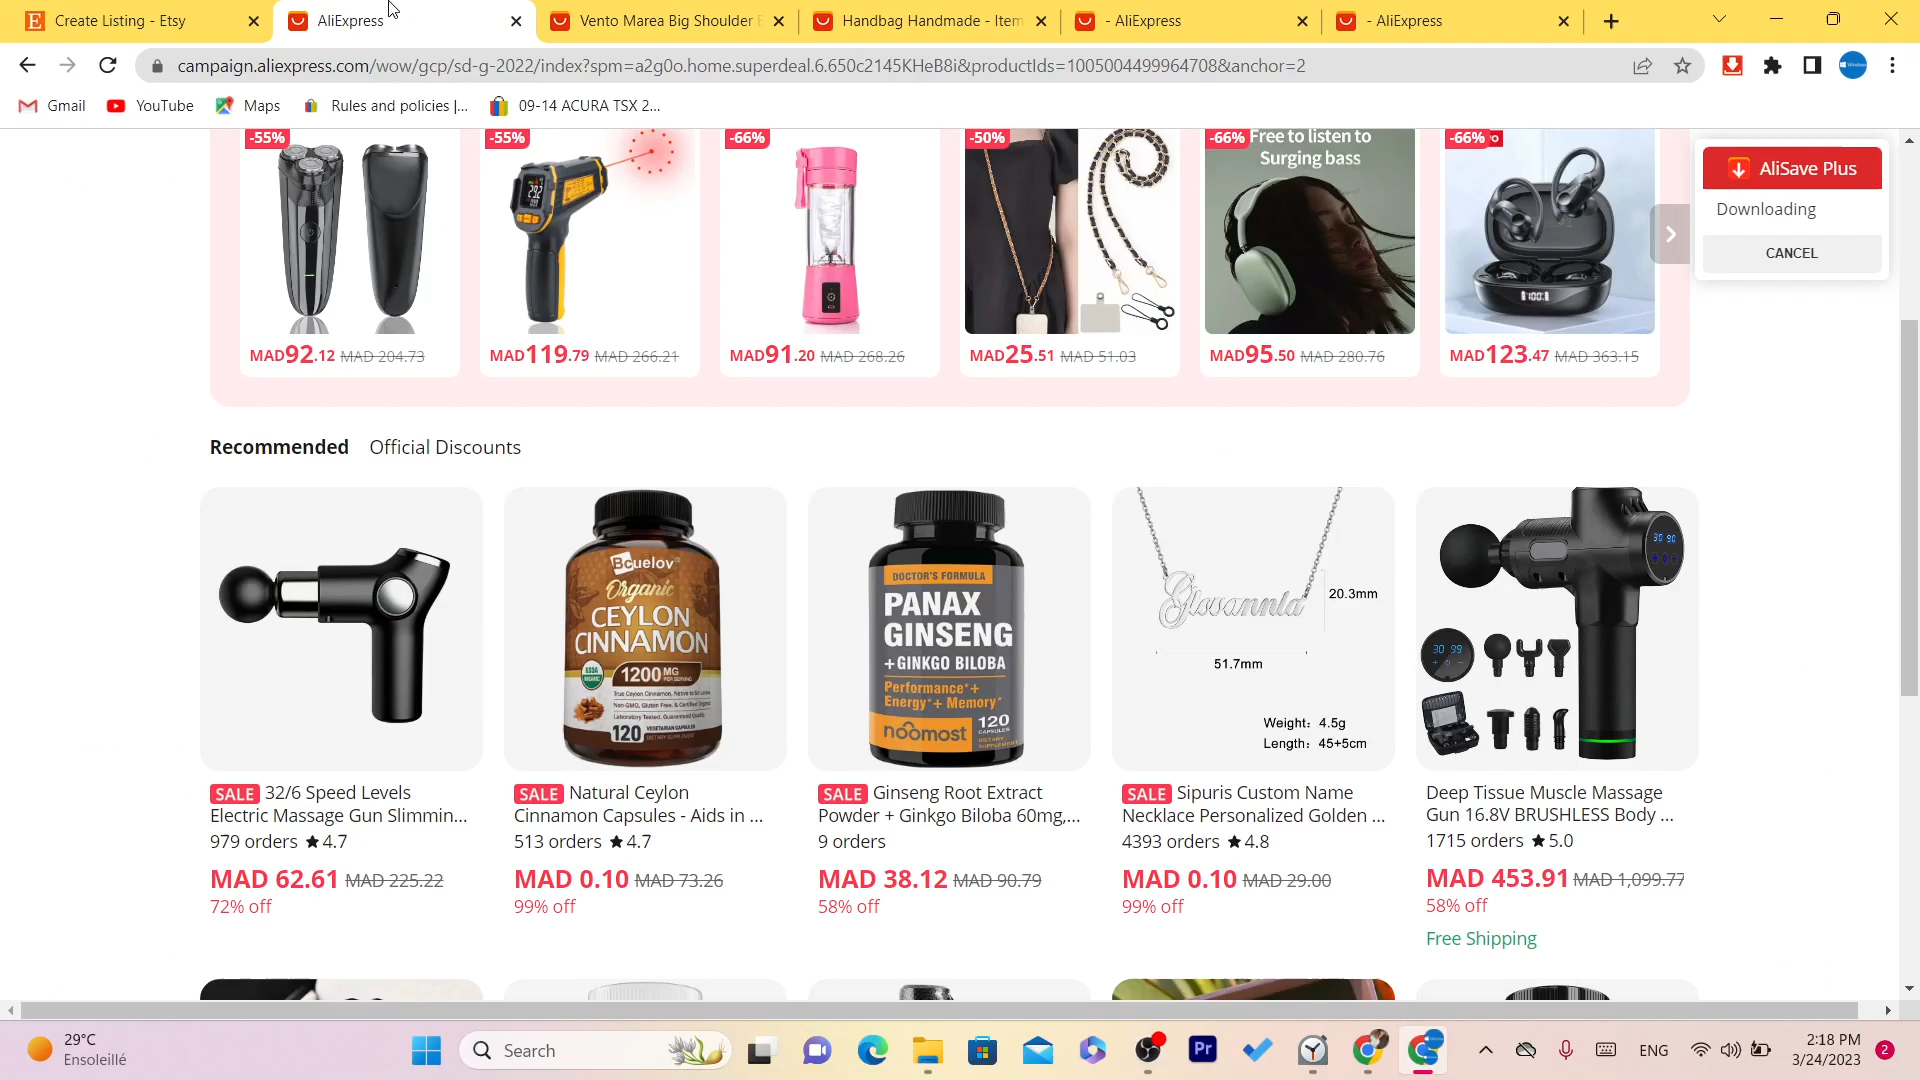 Create Listing - Etsy
AliExpress
Vento Marea Big Shoulder
Handbag Handmade - Item
- AliExpress
- AliExpress
campaign.aliexpress.com/wow/gcp/sd-g-2022/index?spm=a2g0o.home.superdeal.6.650c2145KHeB8i&productIds=1005004499964708&anchor=2
Gmail
YouTube
Maps
Rules and policies |...
09-14 ACURA TSX 2...
-55%
-55%
-66%
-50%
-66%
Free to listen to
Surging bass
-66%
MAD92.12 MAD 204.73
MAD119.79 MAD 266.21
MAD91.20 MAD 268.26
MAD25.51 MAD 51.03
MAD95.50 MAD 280.76
MAD123.47 MAD 363.15
AliSave Plus
Downloading
CANCEL
Recommended
Official Discounts
Bcuelov
Organic
CEYLON
CINNAMON
1200 MG
PER SERVING
True Ceylon Cinnamon, Native to Sri Lanka
Non-GMO, Gluten Free, & Certified Organic
Laboratory Tested, Guaranteed Quality
120 VEGETARIAN CAPSULES
DOCTOR'S FORMULA
PANAX
GINSENG
+GINKGO BILOBA
Performance*+
Energy*+ Memory*
noomost
120
CAPSULES
DIETARY SUPPLEMENT
Giovannia
20.3mm
51.7mm
Weight: 4.5g
Length: 45+5cm
30 90
30 99
SALE 32/6 Speed Levels
Electric Massage Gun Slimmin...
979 orders ★ 4.7
MAD 62.61 MAD 225.22
72% off
SALE Natural Ceylon
Cinnamon Capsules - Aids in ...
513 orders ★ 4.7
MAD 0.10 MAD 73.26
99% off
SALE Ginseng Root Extract
Powder + Ginkgo Biloba 60mg,...
9 orders
MAD 38.12 MAD 90.79
58% off
SALE Sipuris Custom Name
Necklace Personalized Golden ...
4393 orders ★ 4.8
MAD 0.10 MAD 29.00
99% off
Deep Tissue Muscle Massage
Gun 16.8V BRUSHLESS Body ...
1715 orders ★ 5.0
MAD 453.91 MAD 1,099.77
58% off
Free Shipping
29°C
Ensoleillé
Search
Pr
ENG
2:18 PM
3/24/2023
2